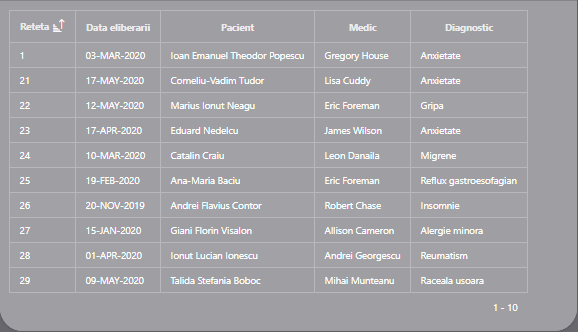 Reteta Data eliberarii Pacient Medic Diagnostic
1 03-MAR-2020 Ioan Emanuel Theodor Popescu Gregory House Anxietate
21 17-MAY-2020 Corneliu-Vadim Tudor Lisa Cuddy Anxietate
22 12-MAY-2020 Marius Ionut Neagu Eric Foreman Gripa
23 17-APR-2020 Eduard Nedelcu James Wilson Anxietate
24 10-MAR-2020 Catalin Craiu Leon Danaila Migrene
25 19-FEB-2020 Ana-Maria Baciu Eric Foreman Reflux gastroesofagian
26 20-NOV-2019 Andrei Flavius Contor Robert Chase Insomnie
27 15-JAN-2020 Giani Florin Visalon Allison Cameron Alergie minora
28 01-APR-2020 Ionut Lucian Ionescu Andrei Georgescu Reumatism
29 09-MAY-2020 Talida Stefania Boboc Mihai Munteanu Raceala usoara
1 - 10